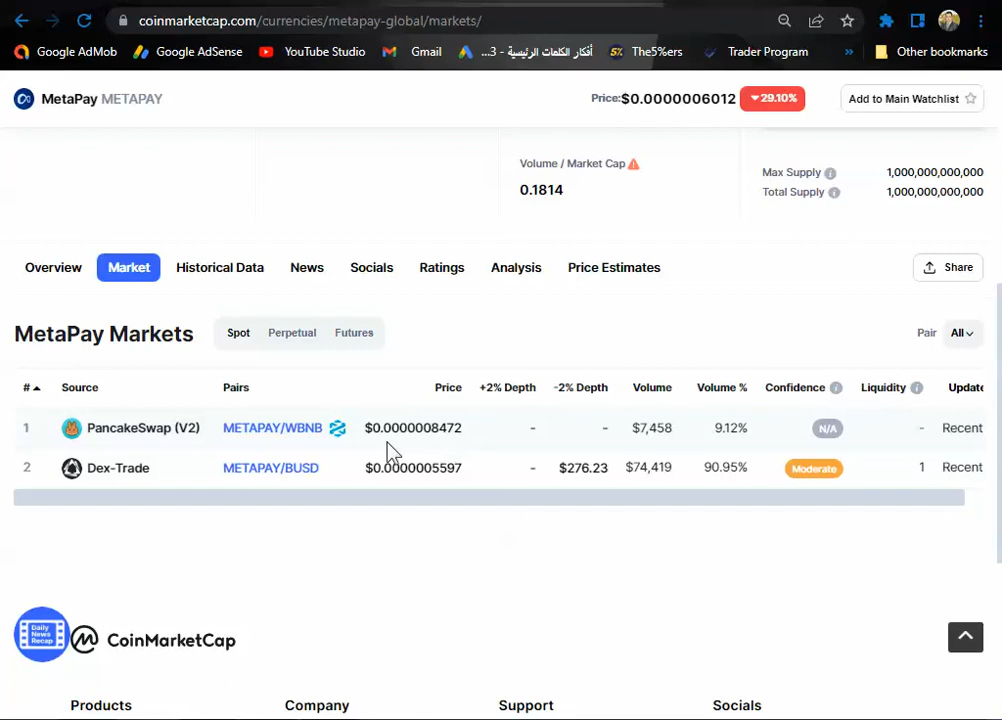 coinmarketcap.com/currencies/metapay-global/markets/
Google AdMob Google AdSense YouTube Studio Gmail أفكار الكلمات الرئيسية - 3... The5%ers Trader Program » Other bookmarks
MetaPay METAPAY Price:$0.0000006012 29.10% Add to Main Watchlist
Volume / Market Cap
0.1814
Max Supply 1,000,000,000,000
Total Supply 1,000,000,000,000
Overview Market Historical Data News Socials Ratings Analysis Price Estimates Share
MetaPay Markets Spot Perpetual Futures Pair All
# Source Pairs Price +2% Depth -2% Depth Volume Volume % Confidence Liquidity Update
1 PancakeSwap (V2) METAPAY/WBNB $0.0000008472 - - $7,458 9.12% N/A - Recent
2 Dex-Trade METAPAY/BUSD $0.0000005597 - $276.23 $74,419 90.95% Moderate 1 Recent
Daily
News
Recap
CoinMarketCap
Products Company Support Socials